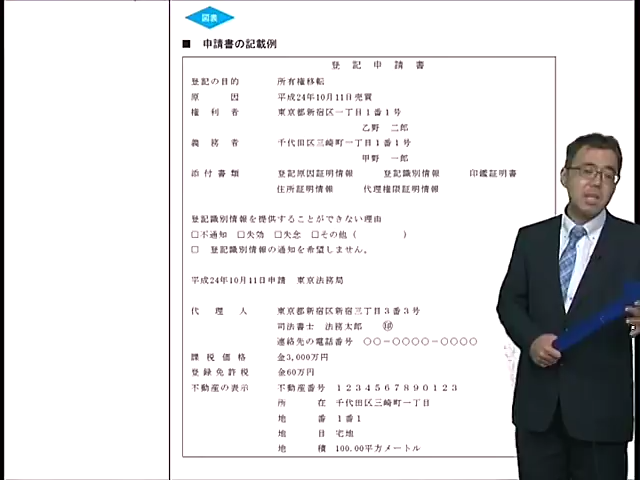 図表
■ 申請書の記載例
登 記 申 請 書
登記の目的 所有権移転
原 因 平成24年10月11日売買
権 利 者 東京都新宿区一丁目1番1号
乙野 二郎
義 務 者 千代田区三崎町一丁目1番1号
甲野 一郎
添 付 書 類 登記原因証明情報 登記識別情報 印鑑証明書
住所証明情報 代理権限証明情報
登記識別情報を提供することができない理由
□不通知 □失効 □失念 □その他( )
□ 登記識別情報の通知を希望しません。
平成24年10月11日申請 東京法務局
代 理 人 東京都新宿区新宿三丁目3番3号
司法書士 法務太郎 ㊞
連絡先の電話番号 ○○-○○○○-○○○○
課 税 価 格 金3,000万円
登 録 免 許 税 金60万円
不動産の表示 不動産番号 1234567890123
所 在 千代田区三崎町一丁目
地 番 1番1
地 目 宅地
地 積 100.00平方メートル